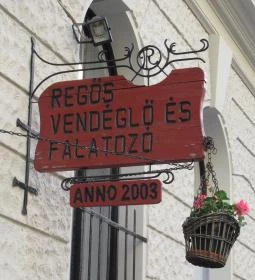 REGŐS
VENDÉGLŐ ÉS
FALATOZÓ
ANNO 2003